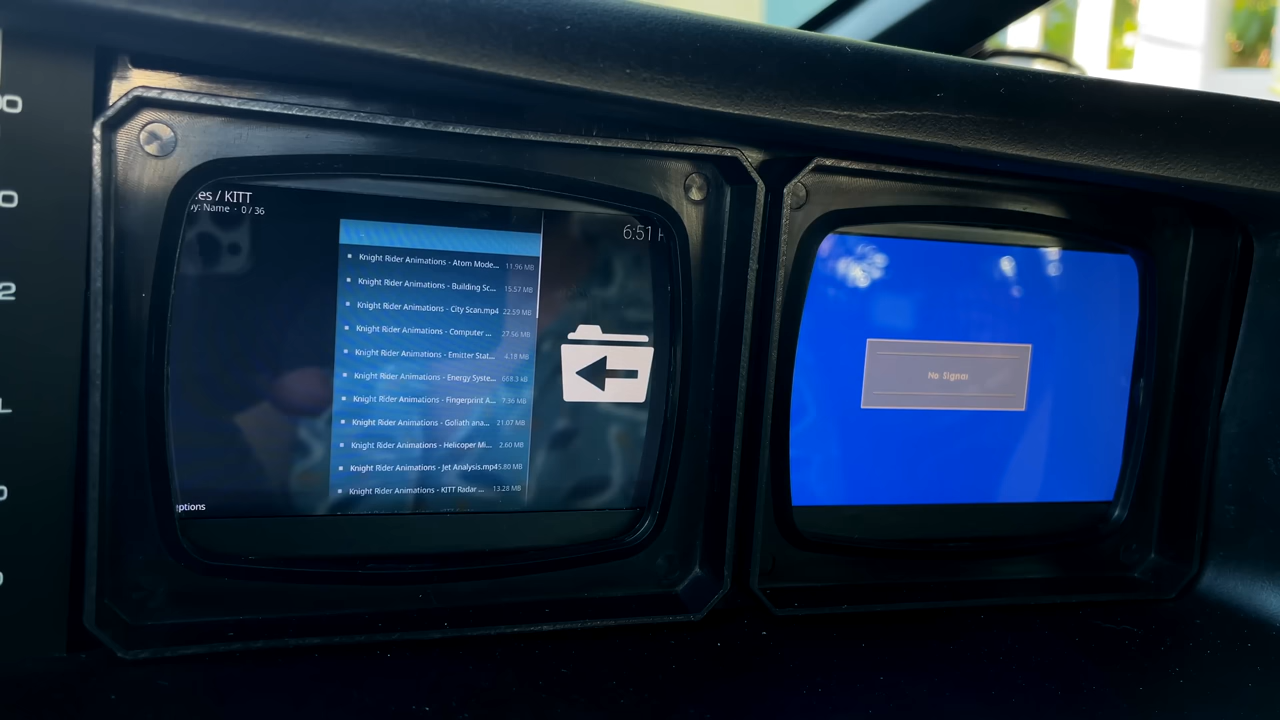 ..es / KITT
by: Name · 0 / 36
6:51
Knight Rider Animations - Atom Mode... 11.96 MB
Knight Rider Animations - Building Sc... 15.57 MB
Knight Rider Animations - City Scan.mp4 22.59 MB
Knight Rider Animations - Computer ... 27.56 MB
Knight Rider Animations - Emitter Stat... 4.18 MB
Knight Rider Animations - Energy Syste... 668.3 kB
Knight Rider Animations - Fingerprint A... 7.36 MB
Knight Rider Animations - Goliath ana... 21.07 MB
Knight Rider Animations - Helicoper Mi... 2.60 MB
Knight Rider Animations - Jet Analysis.mp4 5.80 MB
Knight Rider Animations - KITT Radar ... 13.28 MB
ptions
No Signal